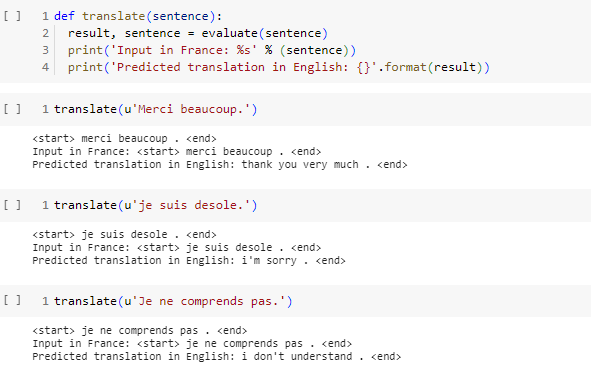 [ ] 1 def translate(sentence):
2   result, sentence = evaluate(sentence)
3   print('Input in France: %s' % (sentence))
4   print('Predicted translation in English: {}'.format(result))
[ ] 1 translate(u'Merci beaucoup.')
<start> merci beaucoup . <end>
Input in France: <start> merci beaucoup . <end>
Predicted translation in English: thank you very much . <end>
[ ] 1 translate(u'je suis desole.')
<start> je suis desole . <end>
Input in France: <start> je suis desole . <end>
Predicted translation in English: i'm sorry . <end>
[ ] 1 translate(u'Je ne comprends pas.')
<start> je ne comprends pas . <end>
Input in France: <start> je ne comprends pas . <end>
Predicted translation in English: i don't understand . <end>